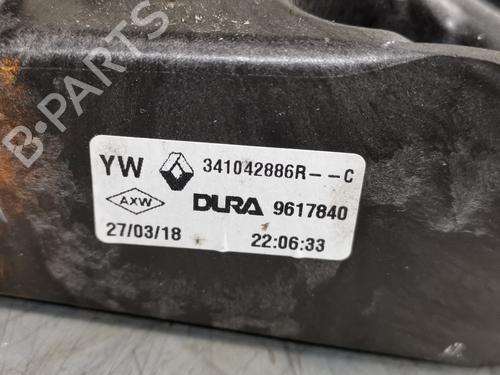 B-PARTS
YW 341042886R--C
AXW DURA 9617840
27/03/18 22:06:33